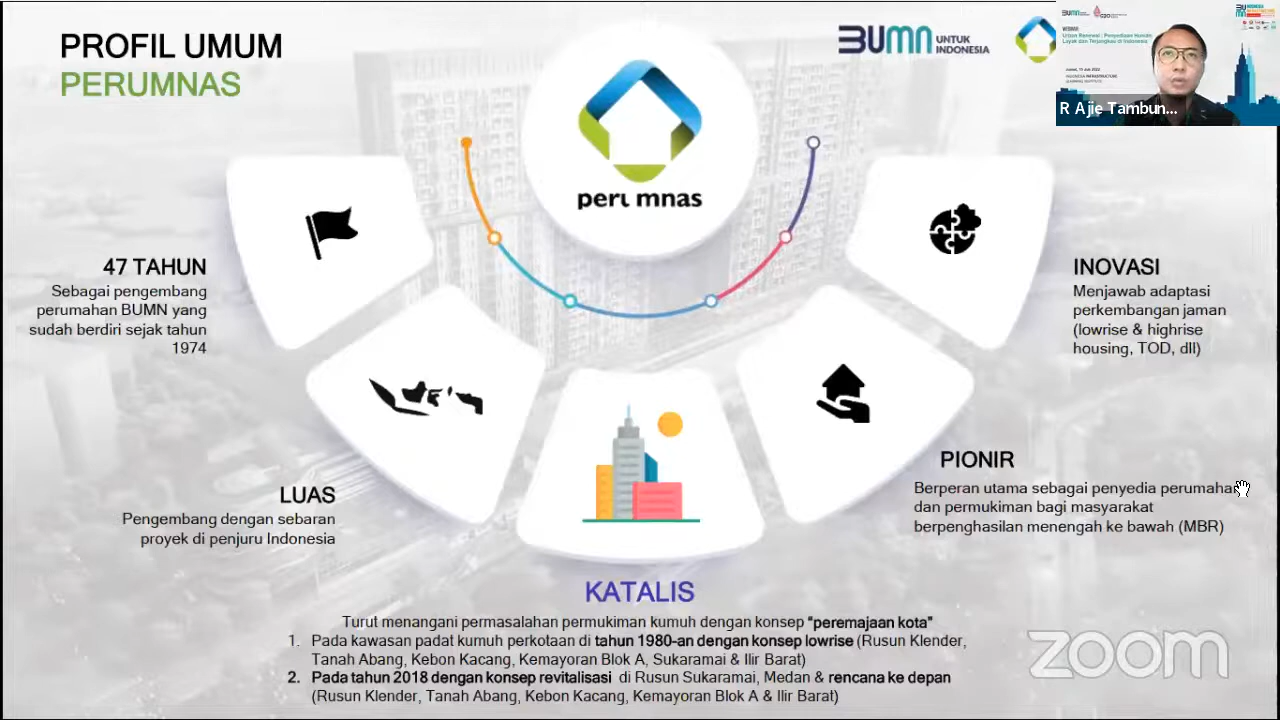 PROFIL UMUM
PERUMNAS
BUMN UNTUK
INDONESIA
R Ajie Tambun...
perumnas
47 TAHUN
Sebagai pengembang
perumahan BUMN yang
sudah berdiri sejak tahun
1974
INOVASI
Menjawab adaptasi
perkembangan jaman
(lowrise & highrise
housing, TOD, dll)
LUAS
Pengembang dengan sebaran
proyek di penjuru Indonesia
PIONIR
Berperan utama sebagai penyedia perumahan
dan permukiman bagi masyarakat
berpenghasilan menengah ke bawah (MBR)
KATALIS
Turut menangani permasalahan permukiman kumuh dengan konsep "peremajaan kota"
1. Pada kawasan padat kumuh perkotaan di tahun 1980-an dengan konsep lowrise (Rusun Klender,
Tanah Abang, Kebon Kacang, Kemayoran Blok A, Sukaramai & Ilir Barat)
2. Pada tahun 2018 dengan konsep revitalisasi di Rusun Sukaramai, Medan & rencana ke depan
(Rusun Klender, Tanah Abang, Kebon Kacang, Kemayoran Blok A & Ilir Barat)
zoom